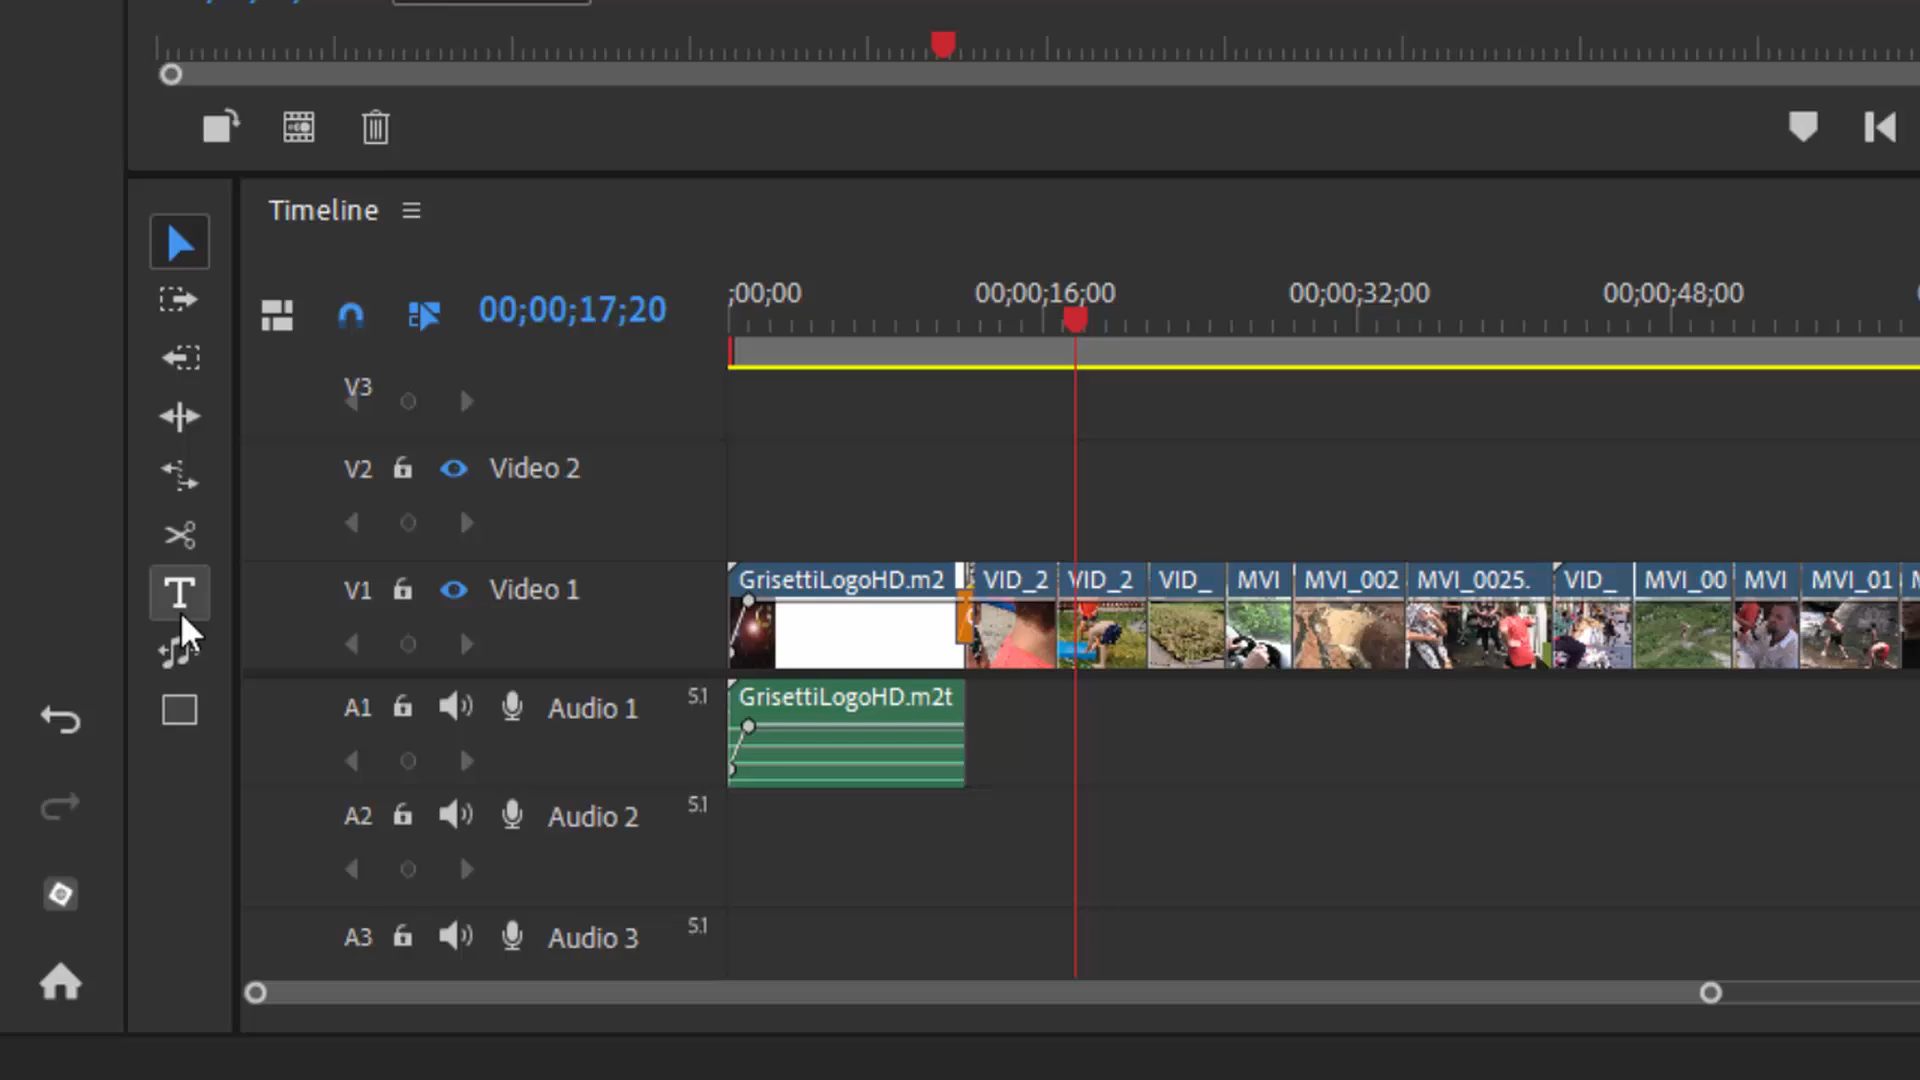 Timeline
;00;00 00;00;16;00 00;00;32;00 00;00;48;00
00;00;17;20
V3
V2 Video 2
V1 Video 1
GrisettiLogoHD.m2 VID_2 VID_2 VID_ MVI MVI_002 MVI_0025. VID_ MVI_00 MVI MVI_01
A1 Audio 1 5.1
GrisettiLogoHD.m2t
A2 Audio 2 5.1
A3 Audio 3 5.1